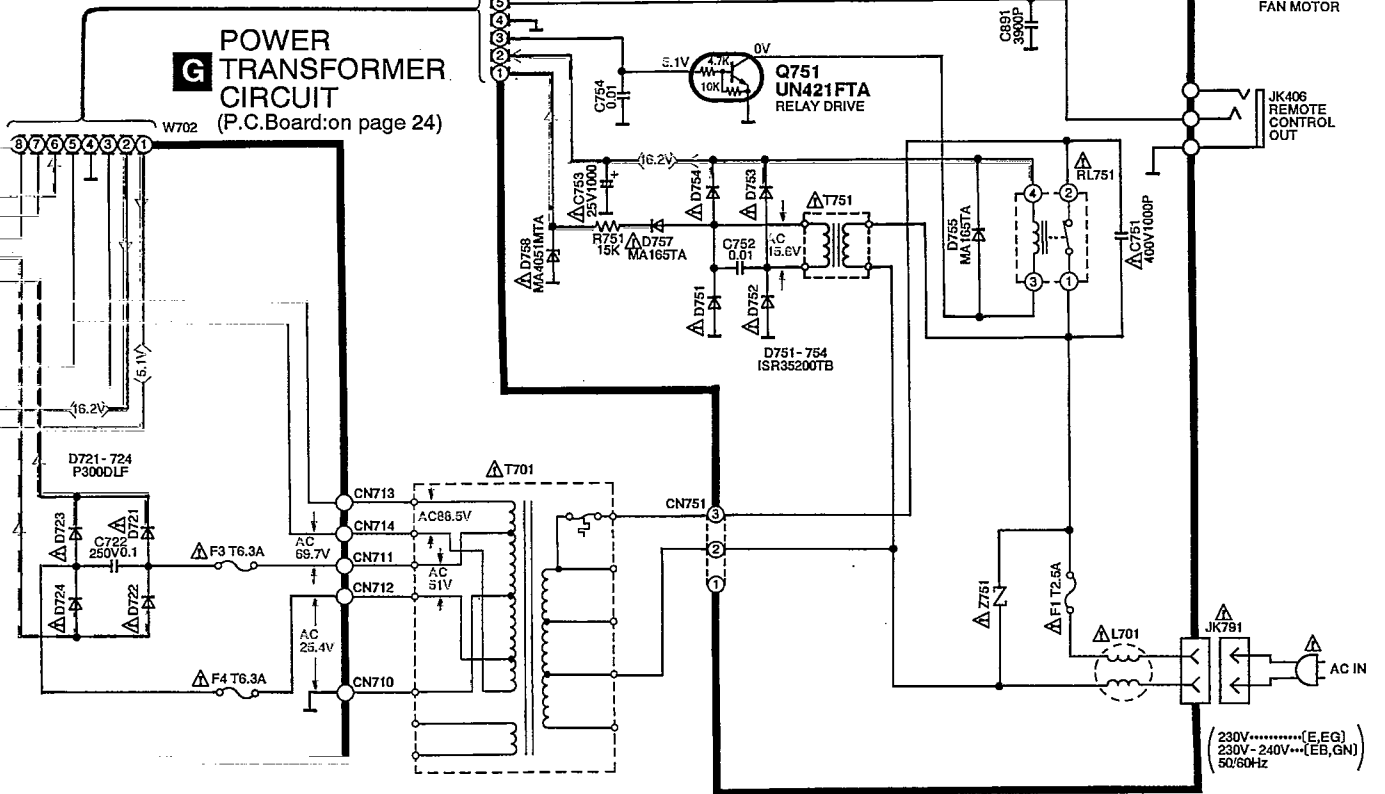 FAN MOTOR
5
4
3
2
1
C891
3900P
G
POWER
TRANSFORMER
CIRCUIT
(P.C.Board:on page 24)
W702
8 7 6 5 4 3 2 1
C754
0.01
5.1V
4.7K
10K
0V
Q751
UN421FTA
RELAY DRIVE
JK406
REMOTE
CONTROL
OUT
16.2V
C753
25V1000
+
D754
D753
T751
RL751
4
2
3
1
D755
MA165TA
C751
400V1000P
D758
MA4051MTA
R751
15K
D757
MA165TA
C752
0.01
AC
15.6V
D751
D752
D751-754
ISR35200TB
5.1V
16.2V
D721-724
P300DLF
D723
D721
C722
250V0.1
D724
D722
F3 T6.3A
F4 T6.3A
AC
69.7V
AC
25.4V
CN713
CN714
CN711
CN712
CN710
T701
AC86.5V
AC
51V
CN751
3
2
1
Z751
F1 T2.5A
L701
JK791
AC IN
230V···········(E,EG)
230V-240V···(EB,GN)
50/60Hz